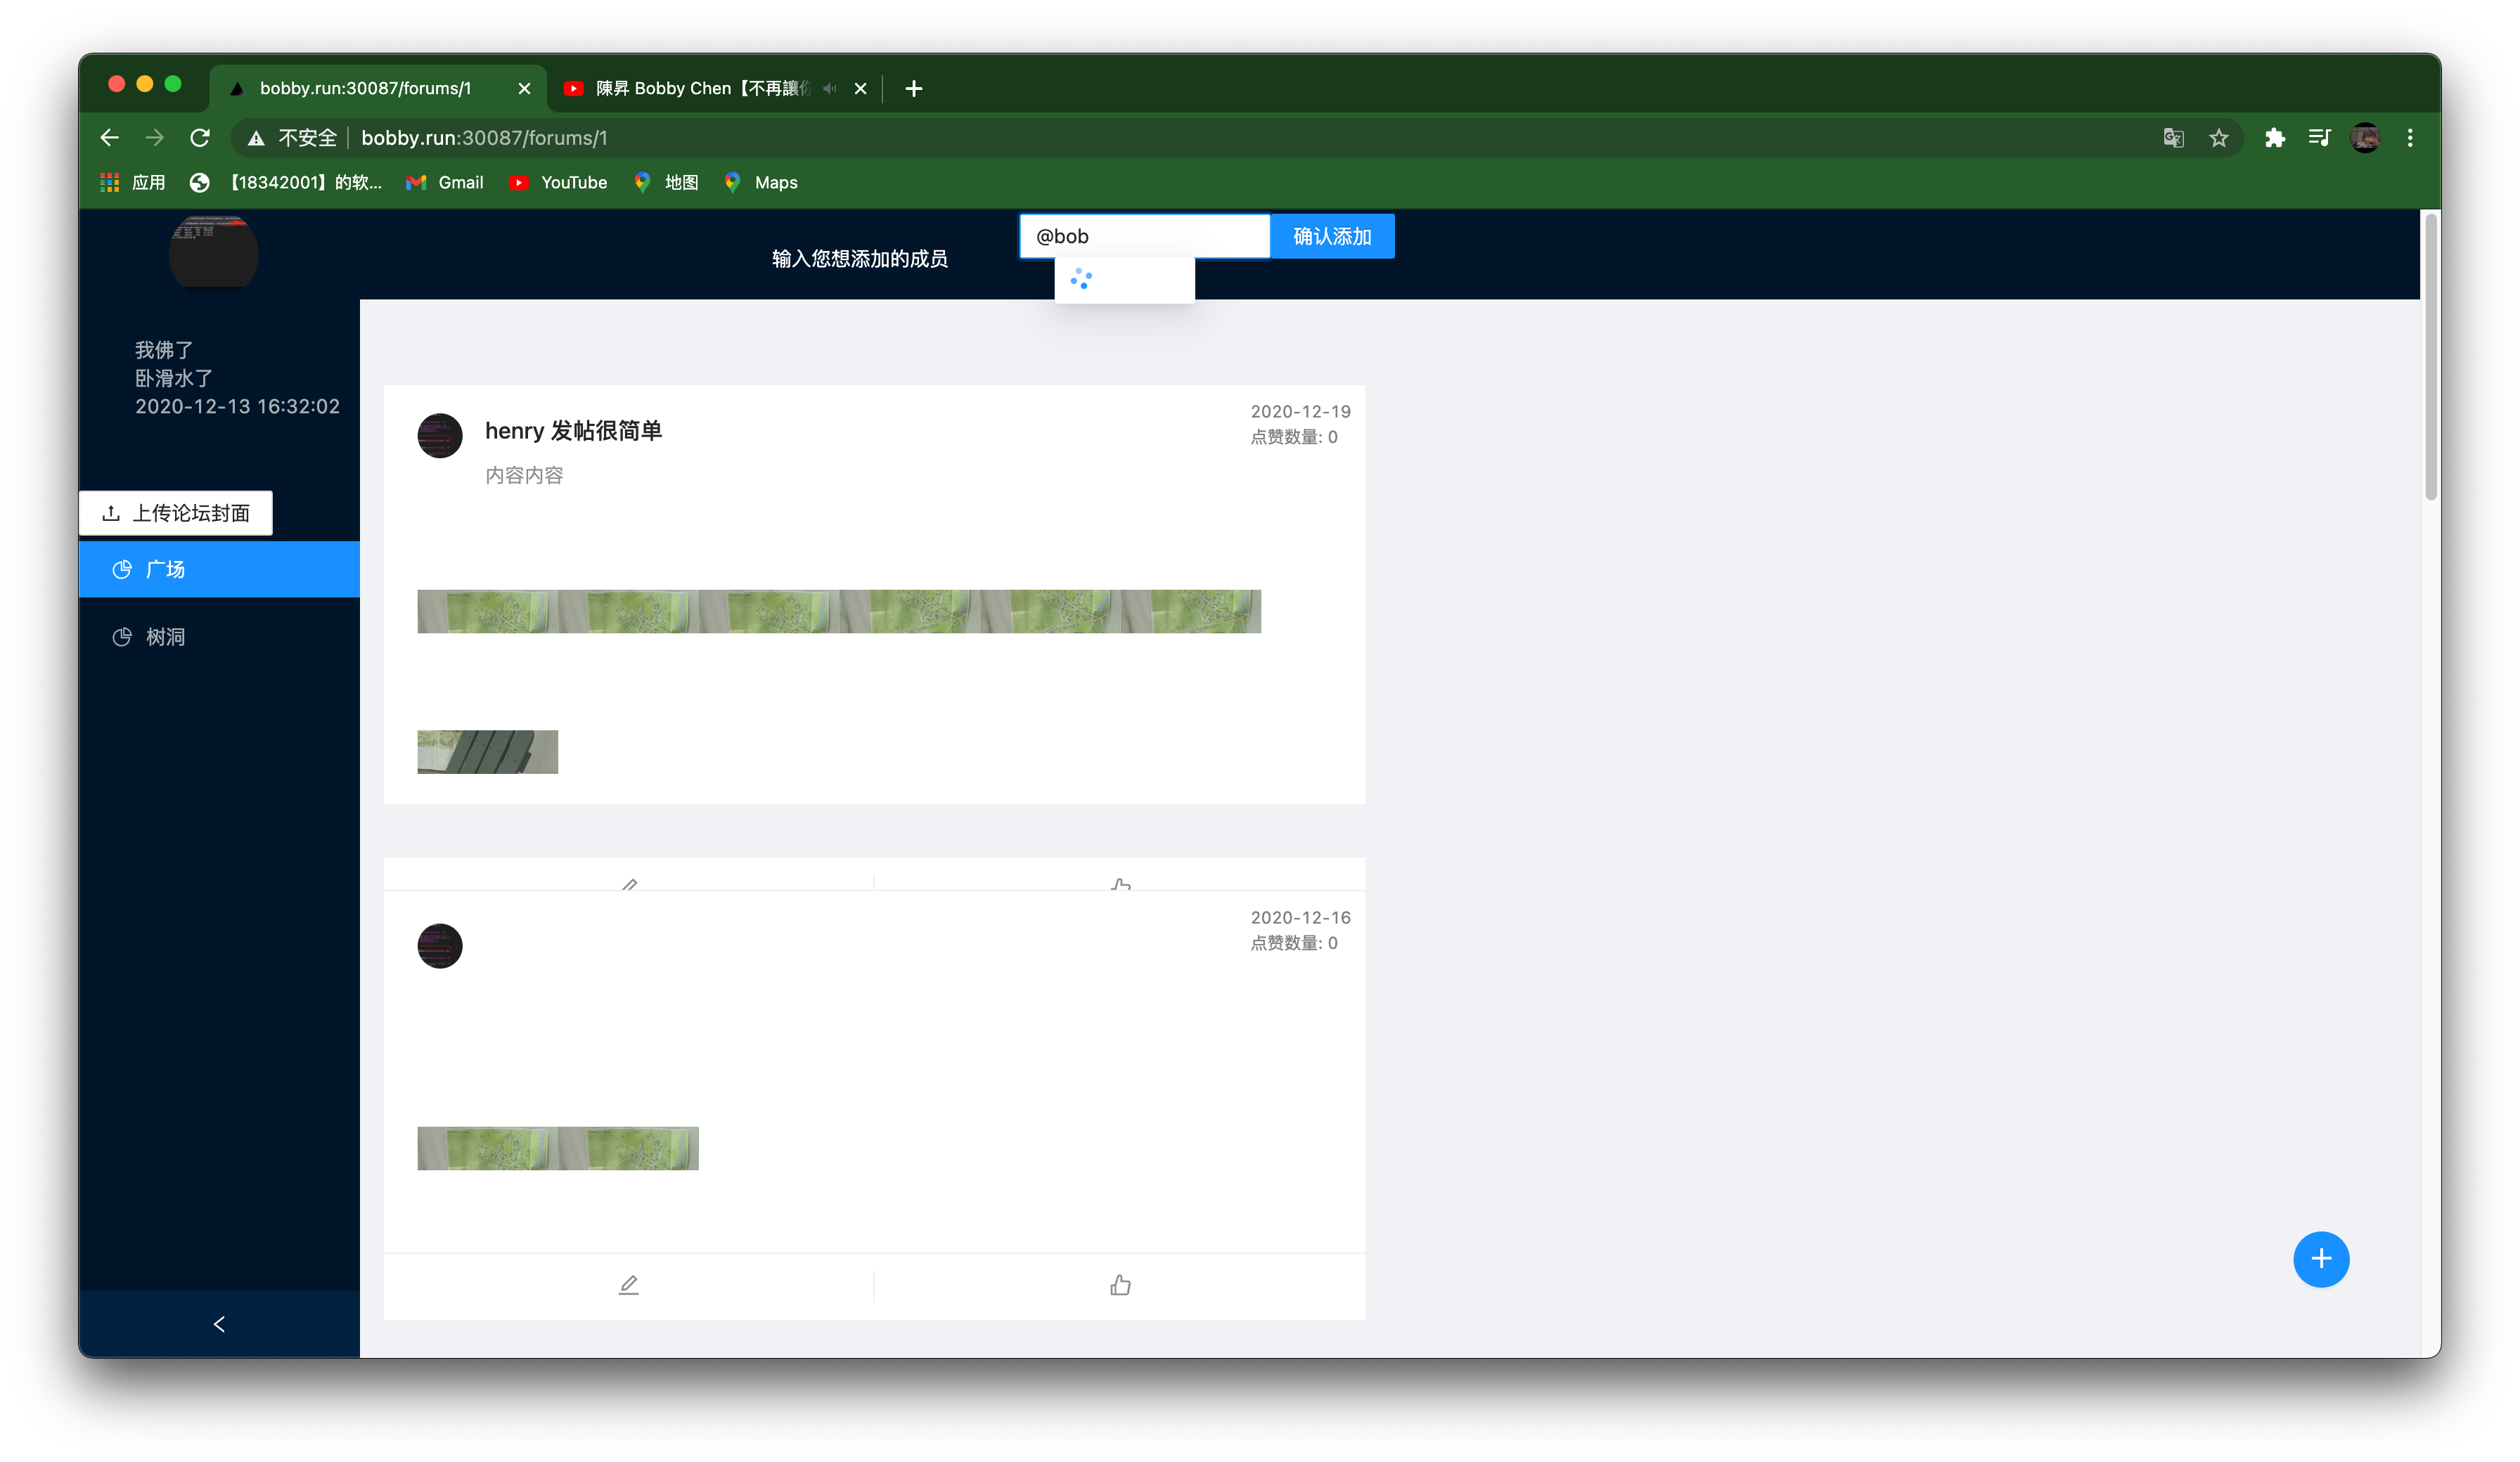 bobby.run:30087/forums/1
陳昇 Bobby Chen【不再讓你
不安全 bobby.run:30087/forums/1
应用 【18342001】的软... Gmail YouTube 地图 Maps
输入您想添加的成员 @bob 确认添加
我佛了
卧滑水了
2020-12-13 16:32:02
上传论坛封面
广场
树洞
henry 发帖很简单
内容内容
2020-12-19
点赞数量: 0
2020-12-16
点赞数量: 0